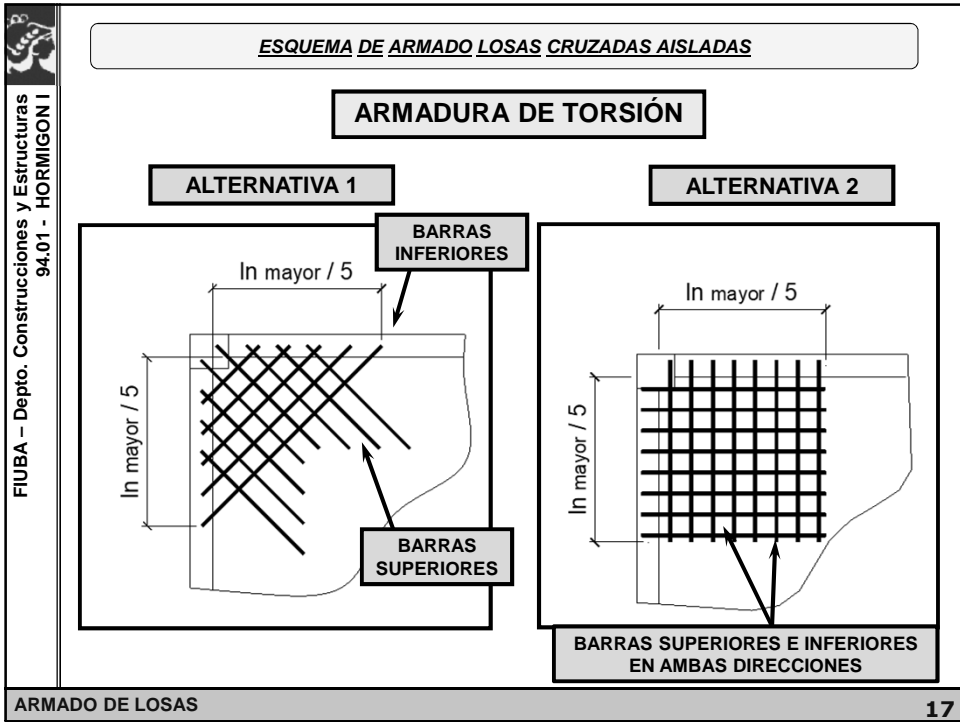 FIUBA – Depto. Construcciones y Estructuras
94.01 - HORMIGON I
ESQUEMA DE ARMADO LOSAS CRUZADAS AISLADAS
ARMADURA DE TORSIÓN
ALTERNATIVA 1
BARRAS
INFERIORES
ln mayor / 5
ln mayor / 5
BARRAS
SUPERIORES
ALTERNATIVA 2
ln mayor / 5
ln mayor / 5
BARRAS SUPERIORES E INFERIORES
EN AMBAS DIRECCIONES
ARMADO DE LOSAS
17